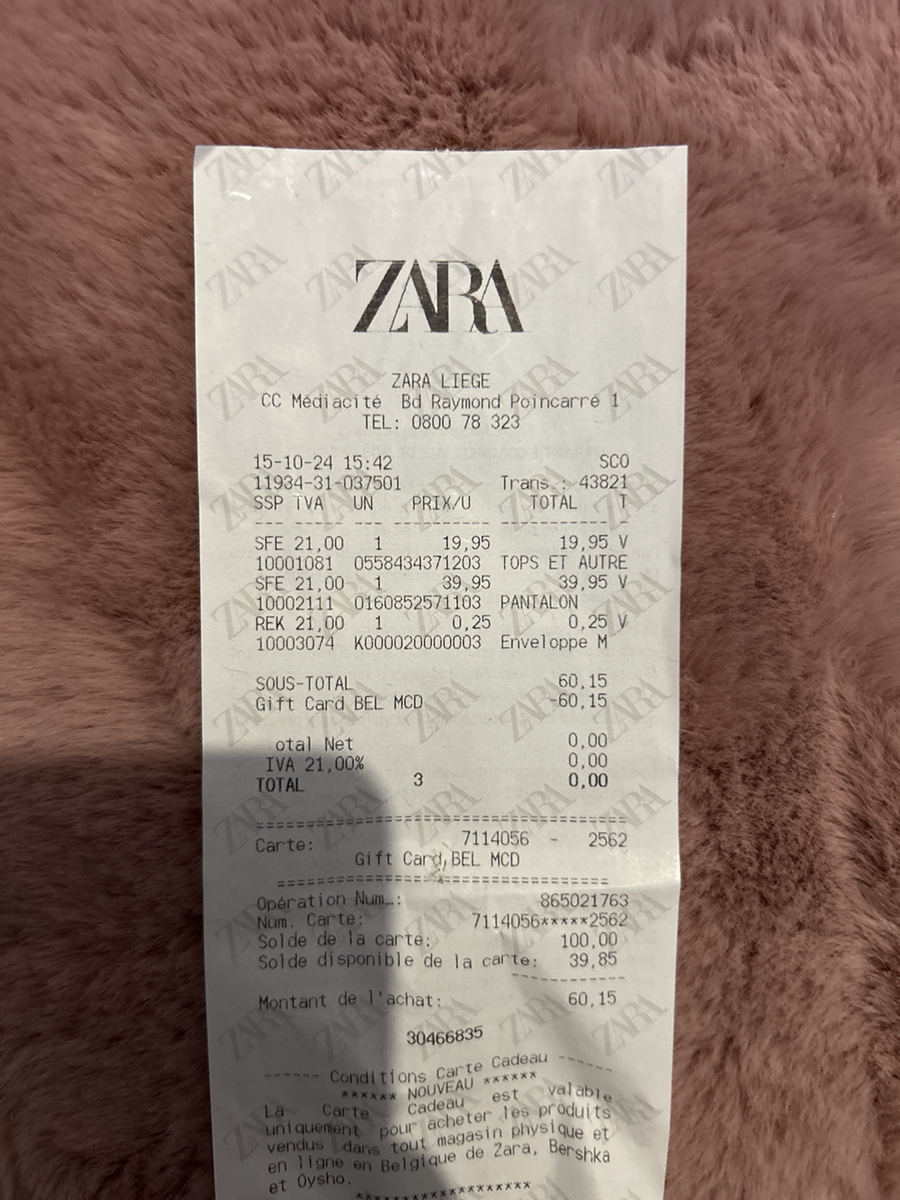 ZARA
ZARA LIEGE
CC Médiacité Bd Raymond Poincarré 1
TEL: 0800 78 323
15-10-24 15:42 SCO
11934-31-037501 Trans.: 43821
SSP TVA UN PRIX/U TOTAL T
--- ------ --- -------- ----------- -
SFE 21,00 1 19,95 19,95 V
10001081 0558434371203 TOPS ET AUTRE
SFE 21,00 1 39,95 39,95 V
10002111 0160852571103 PANTALON
REK 21,00 1 0,25 0,25 V
10003074 K000020000003 Enveloppe M
SOUS-TOTAL 60,15
Gift Card BEL MCD -60,15
otal Net 0,00
IVA 21,00% 0,00
TOTAL 3 0,00
=============================================
Carte: 7114056 - 2562
Gift Card,BEL MCD
========================================
Opération Num…: 865021763
Num. Carte: 7114056*****2562
Solde de la carte: 100,00
Solde disponible de la carte: 39,85
--------------
Montant de l'achat: 60,15
30466835
------ Conditions Carte Cadeau ------
****** NOUVEAU ******
La Carte Cadeau est valable
uniquement pour acheter les produits
vendus dans tout magasin physique et
en ligne en Belgique de Zara, Bershka
et Oysho.
*********************